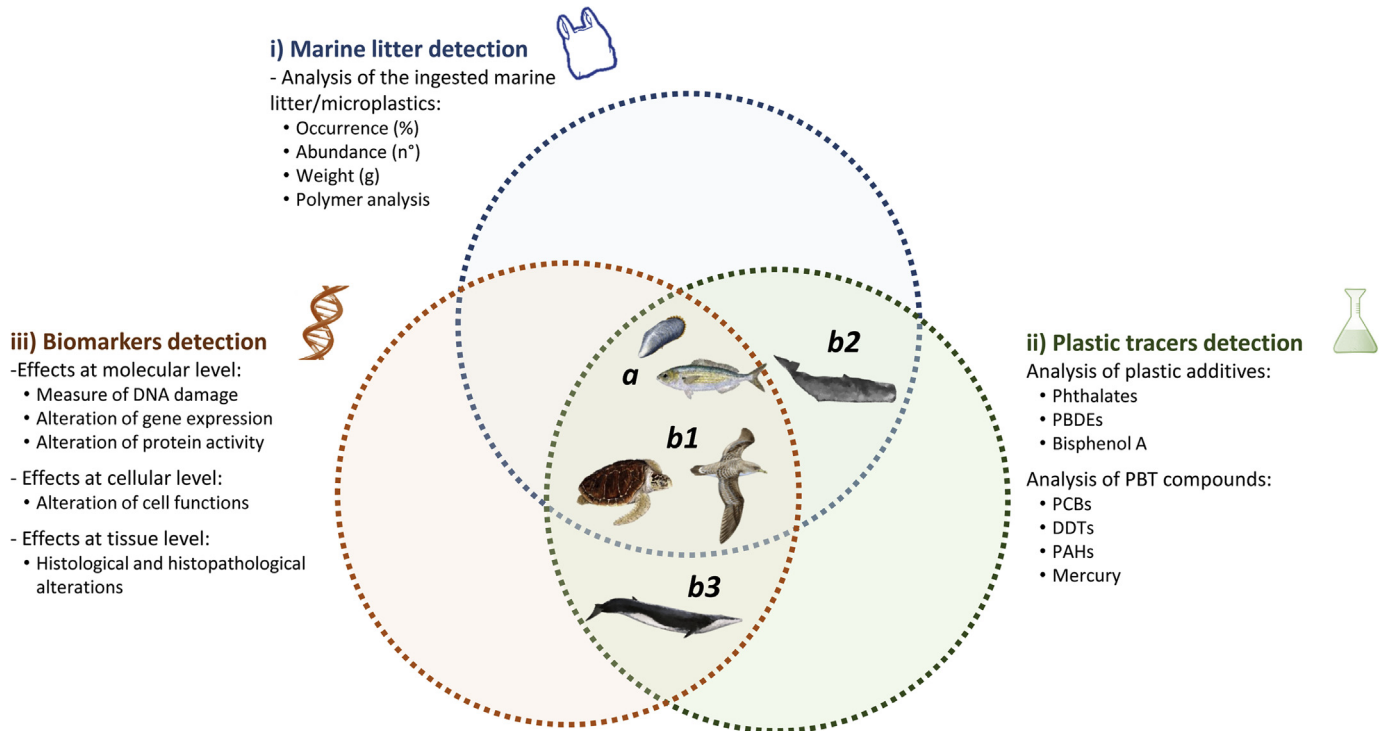 i) Marine litter detection
- Analysis of the ingested marine
litter/microplastics:
• Occurrence (%)
• Abundance (n°)
• Weight (g)
• Polymer analysis
iii) Biomarkers detection
-Effects at molecular level:
• Measure of DNA damage
• Alteration of gene expression
• Alteration of protein activity
- Effects at cellular level:
• Alteration of cell functions
- Effects at tissue level:
• Histological and histopathological
alterations
a
b2
b1
b3
ii) Plastic tracers detection
Analysis of plastic additives:
• Phthalates
• PBDEs
• Bisphenol A
Analysis of PBT compounds:
• PCBs
• DDTs
• PAHs
• Mercury